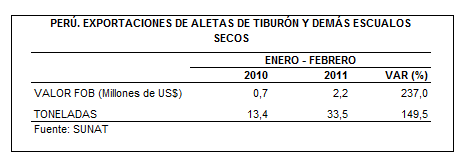 PERÚ. EXPORTACIONES DE ALETAS DE TIBURÓN Y DEMÁS ESCUALOS
SECOS
ENERO - FEBRERO
2010 2011 VAR (%)
VALOR FOB (Millones de US$) 0,7 2,2 237,0
TONELADAS 13,4 33,5 149,5
Fuente: SUNAT